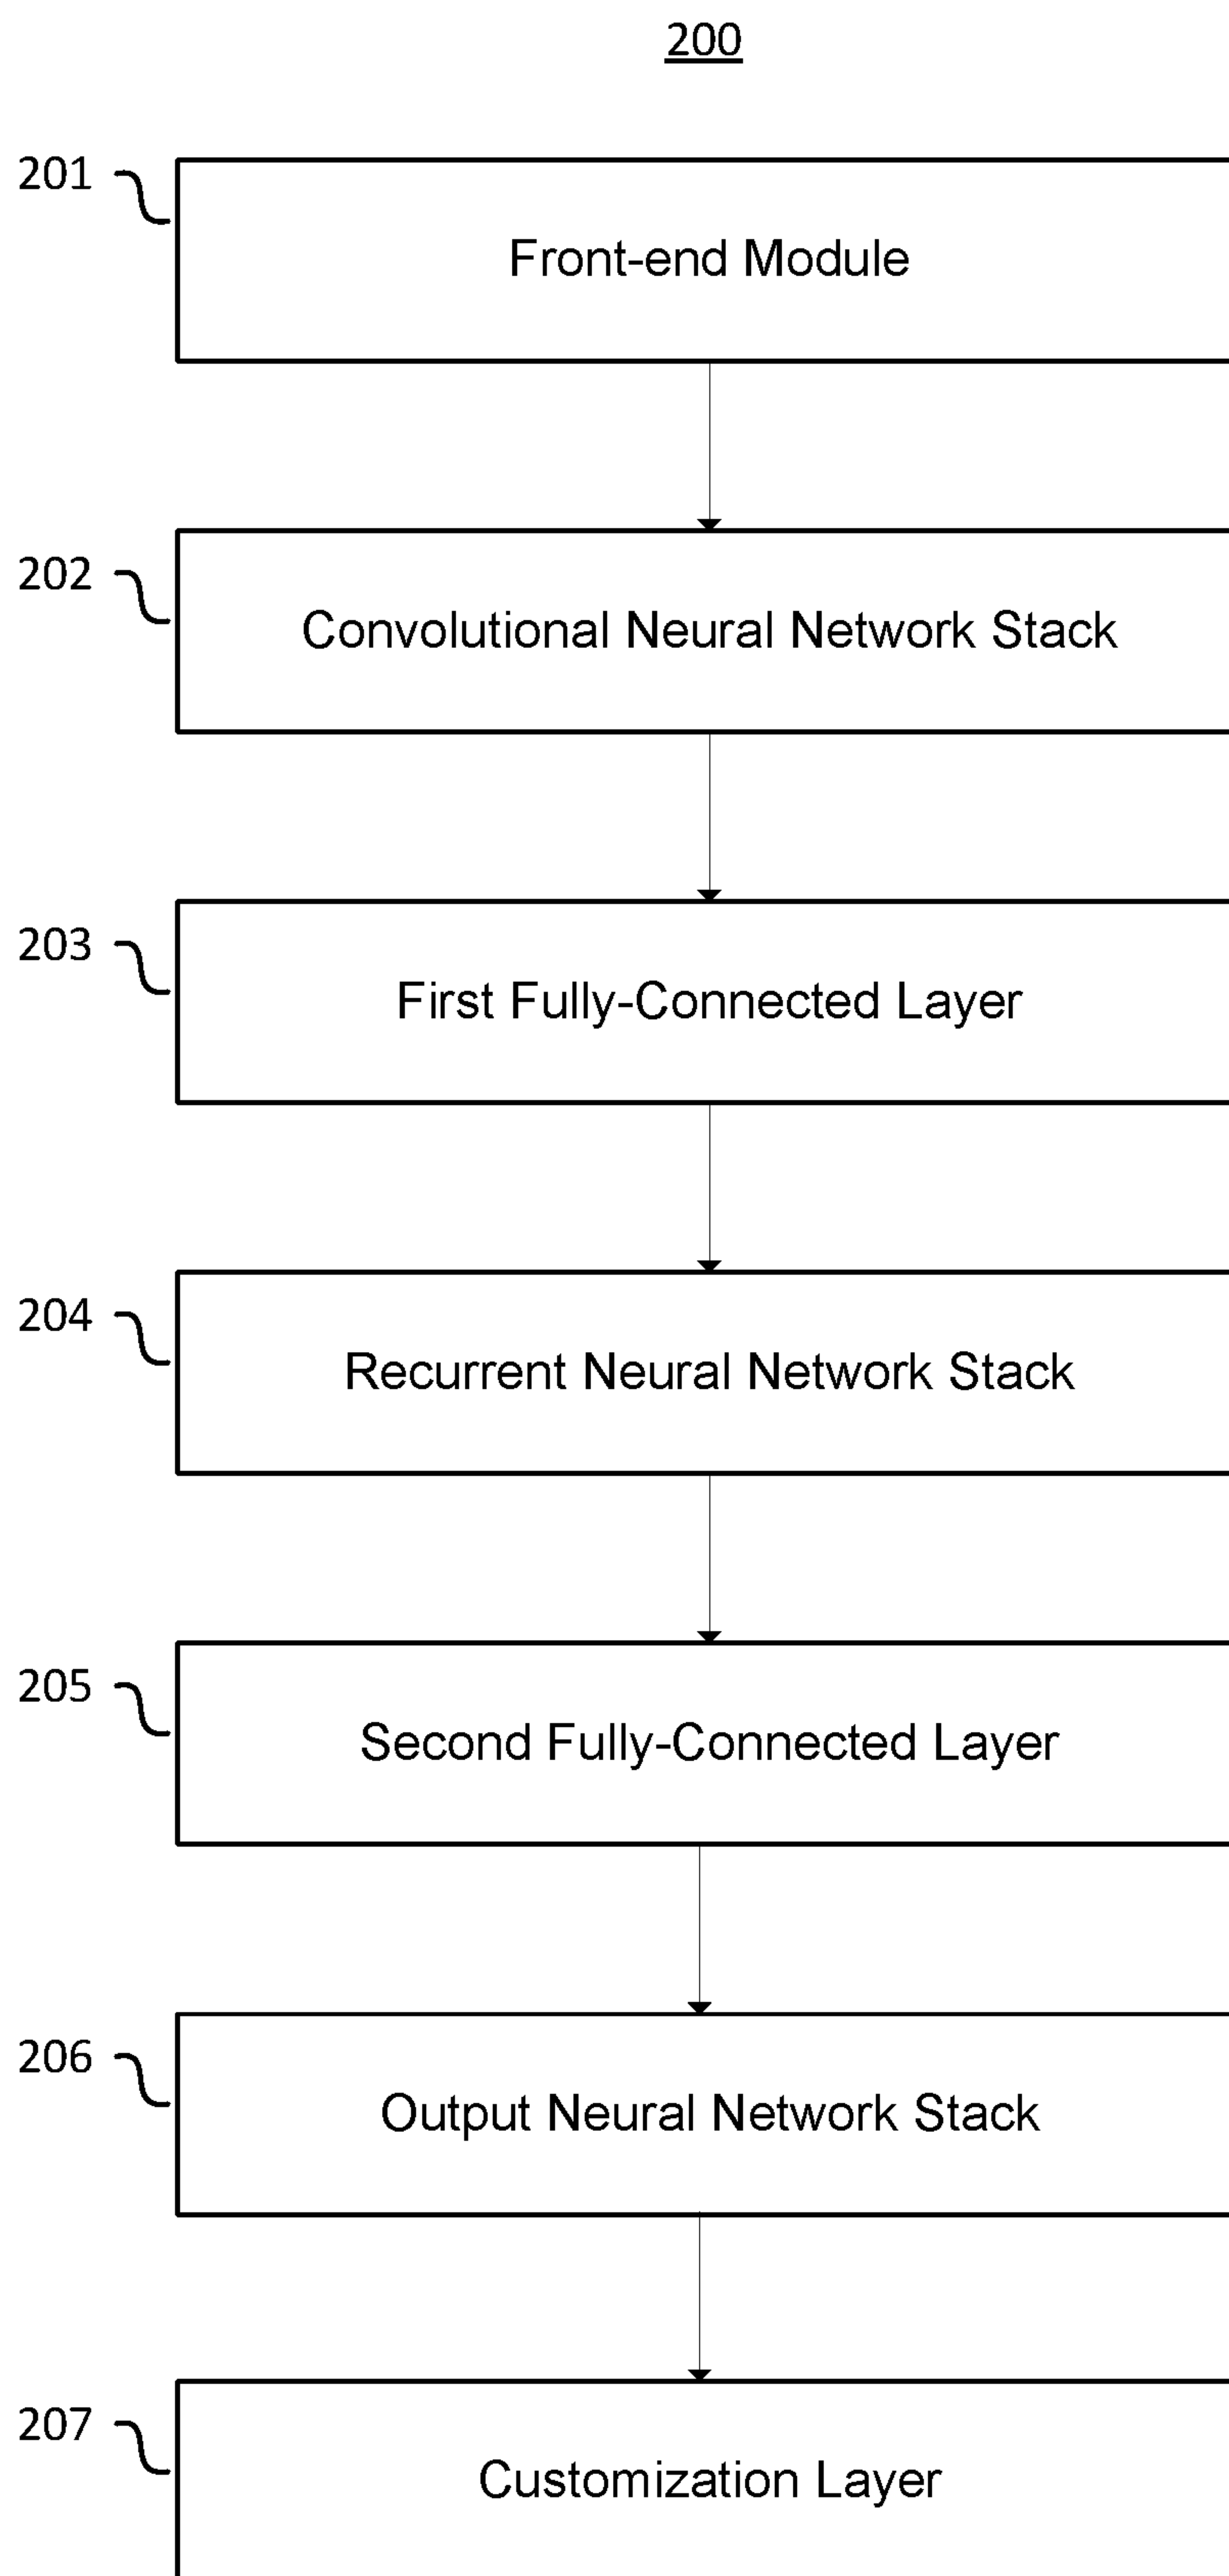 200
201
Front-end Module
202
Convolutional Neural Network Stack
203
First Fully-Connected Layer
204
Recurrent Neural Network Stack
205
Second Fully-Connected Layer
206
Output Neural Network Stack
207
Customization Layer